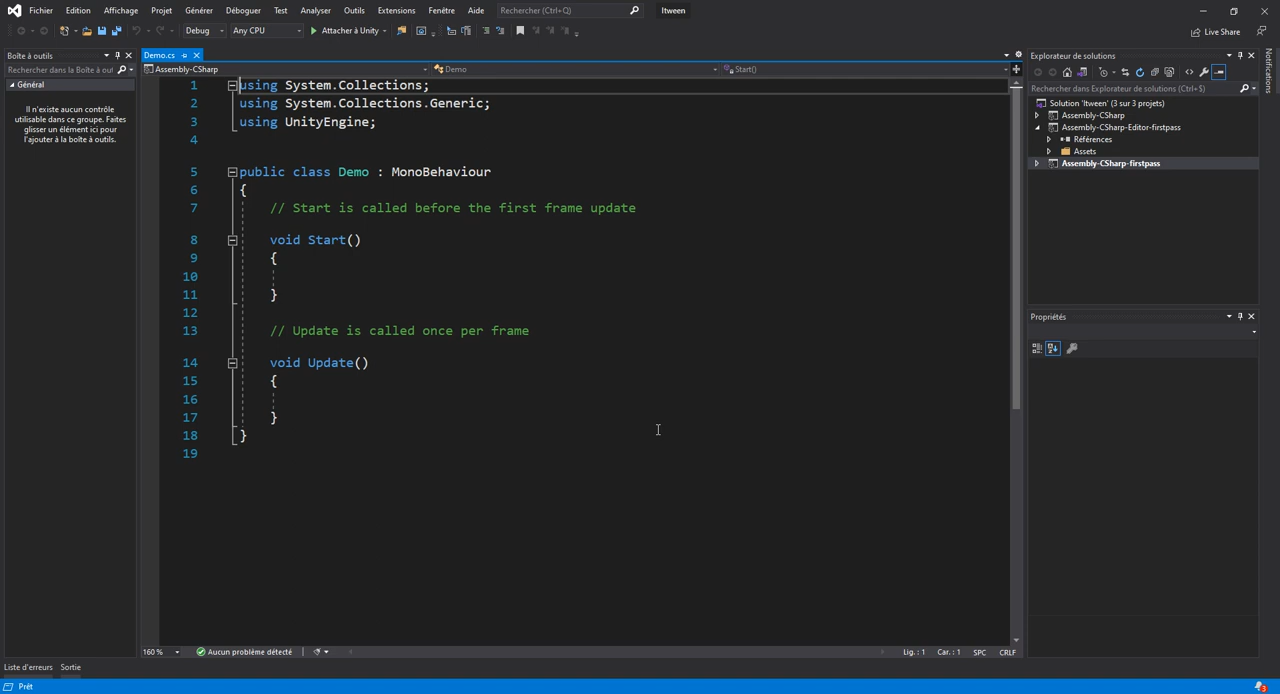 Fichier Edition Affichage Projet Générer Déboguer Test Analyser Outils Extensions Fenêtre Aide Rechercher (Ctrl+Q) Itween
Debug Any CPU Attacher à Unity Live Share
Boîte à outils
Rechercher dans la Boîte à out
Général
Il n'existe aucun contrôle
utilisable dans ce groupe. Faites
glisser un élément ici pour
l'ajouter à la boîte à outils.
Demo.cs
Assembly-CSharp Demo Start()
1 using System.Collections;
2 using System.Collections.Generic;
3 using UnityEngine;
4
5 public class Demo : MonoBehaviour
6 {
7 // Start is called before the first frame update
8 void Start()
9 {
10
11 }
12
13 // Update is called once per frame
14 void Update()
15 {
16
17 }
18 }
19
160 % Aucun problème détecté Lig. : 1 Car. : 1 SPC CRLF
Explorateur de solutions
Rechercher dans Explorateur de solutions (Ctrl+$)
Solution 'Itween' (3 sur 3 projets)
Assembly-CSharp
Assembly-CSharp-Editor-firstpass
Références
Assets
Assembly-CSharp-firstpass
Propriétés
Notifications
Liste d'erreurs Sortie
Prêt 3